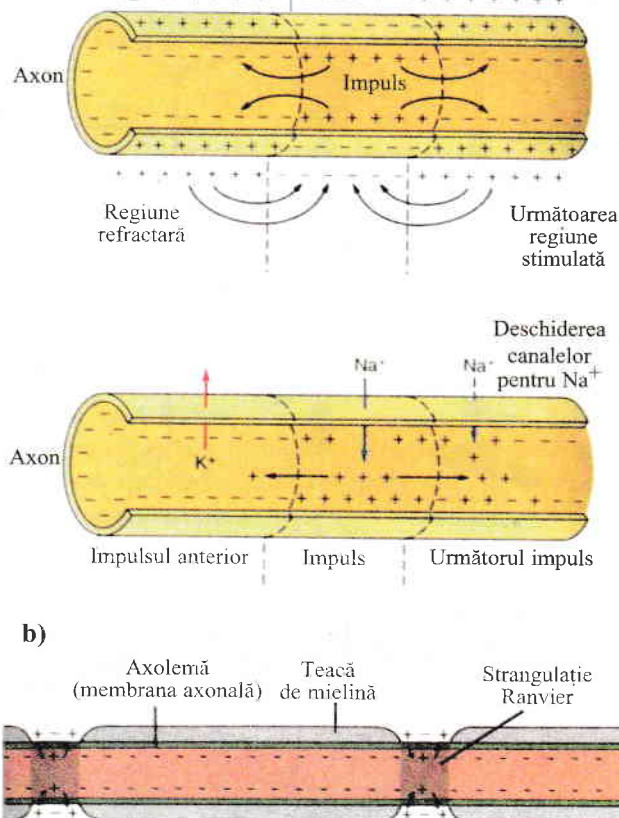 Axon
Impuls
Regiune
refractară
Următoarea
regiune
stimulată
Deschiderea
canalelor
pentru Na⁺
Na⁺
Na⁺
Axon
K⁺
Impulsul anterior
Impuls
Următorul impuls
b)
Axolemă
(membrana axonală)
Teacă
de mielină
Strangulație
Ranvier